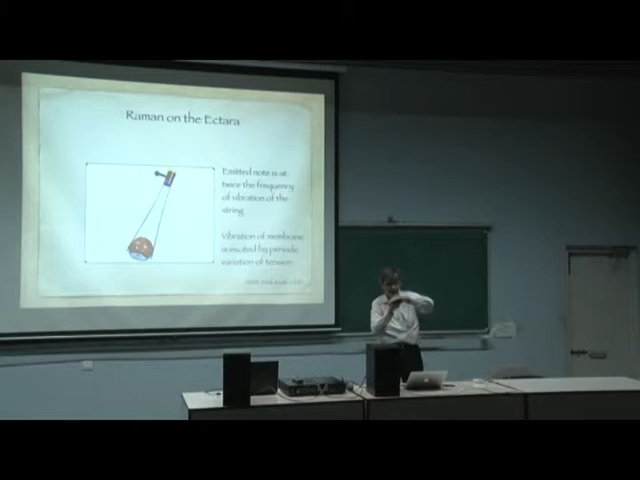 Raman on the Ectara
Emitted note is at
twice the frequency
of vibration of the
string
Vibration of membrane
is excited by periodic
variation of tension